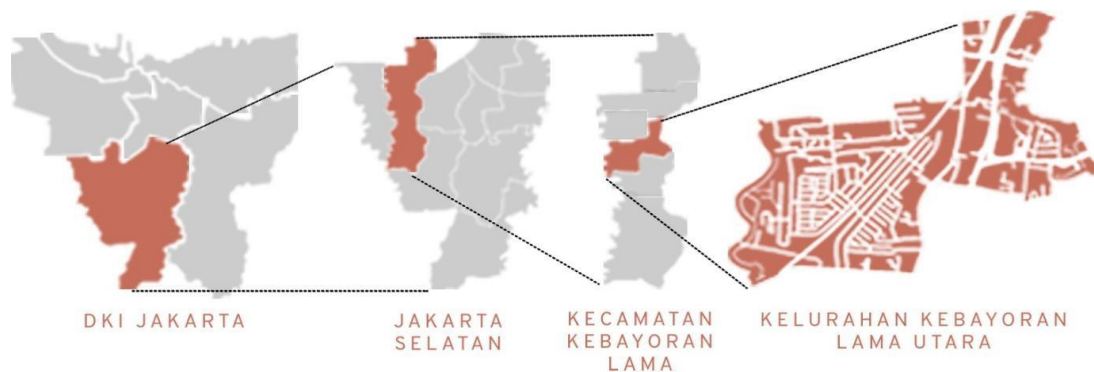 DKI JAKARTA
JAKARTA
SELATAN
KECAMATAN
KEBAYORAN
LAMA
KELURAHAN KEBAYORAN
LAMA UTARA